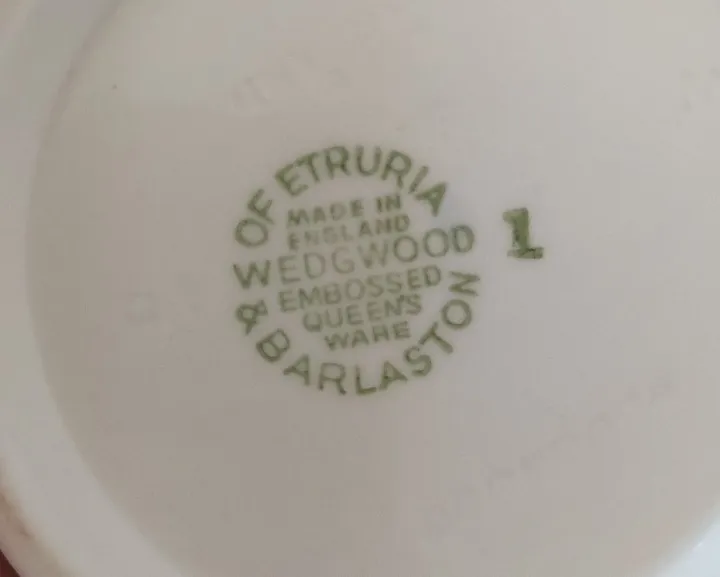 OF ETRURIA
MADE IN
ENGLAND
WEDGWOOD
EMBOSSED
QUEEN'S
WARE
& BARLASTON
1